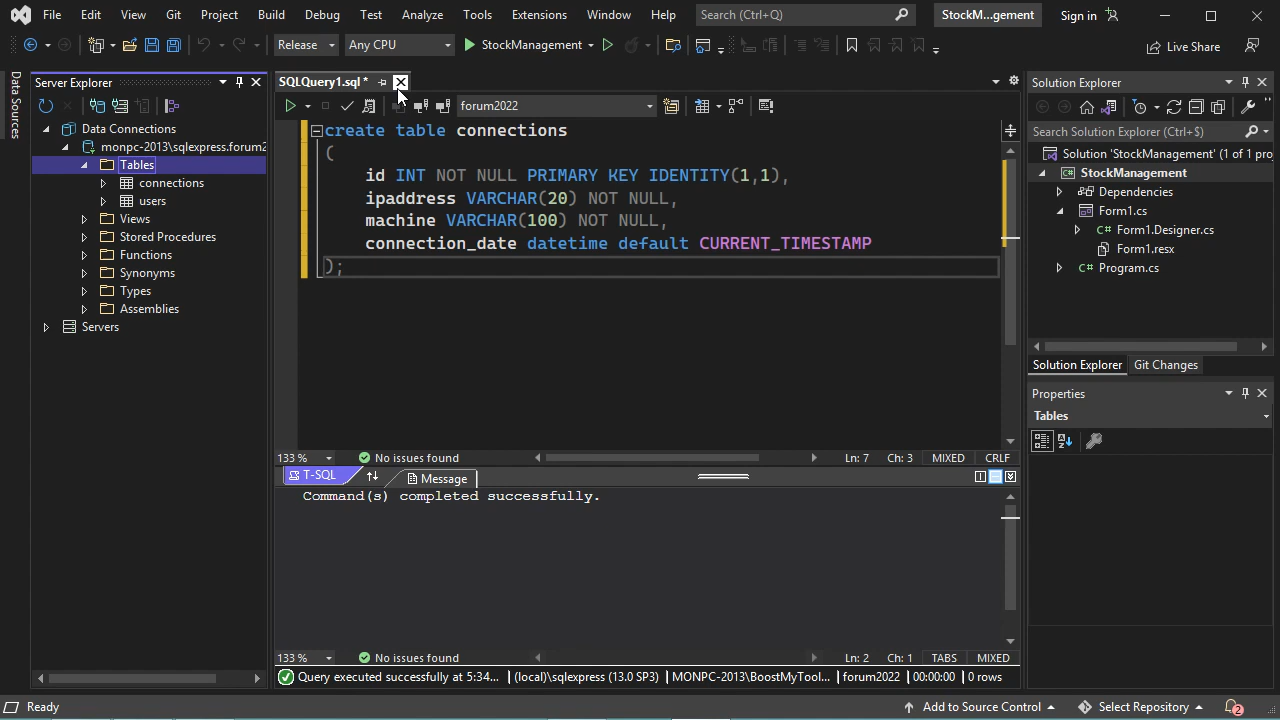 File Edit View Git Project Build Debug Test Analyze Tools Extensions Window Help Search (Ctrl+Q) StockM...gement Sign in
Release Any CPU StockManagement Live Share
Data Sources
Server Explorer
Data Connections
monpc-2013\sqlexpress.forum2
Tables
connections
users
Views
Stored Procedures
Functions
Synonyms
Types
Assemblies
Servers
SQLQuery1.sql *
forum2022
create table connections
(
id INT NOT NULL PRIMARY KEY IDENTITY(1,1),
ipaddress VARCHAR(20) NOT NULL,
machine VARCHAR(100) NOT NULL,
connection_date datetime default CURRENT_TIMESTAMP
);
133 % No issues found Ln: 7 Ch: 3 MIXED CRLF
T-SQL Message
Command(s) completed successfully.
133 % No issues found Ln: 2 Ch: 1 TABS MIXED
Query executed successfully at 5:34... (local)\sqlexpress (13.0 SP3) MONPC-2013\BoostMyTool... forum2022 00:00:00 0 rows
Solution Explorer
Search Solution Explorer (Ctrl+$)
Solution 'StockManagement' (1 of 1 pro
StockManagement
Dependencies
Form1.cs
Form1.Designer.cs
Form1.resx
Program.cs
Solution Explorer Git Changes
Properties
Tables
Ready Add to Source Control Select Repository 2